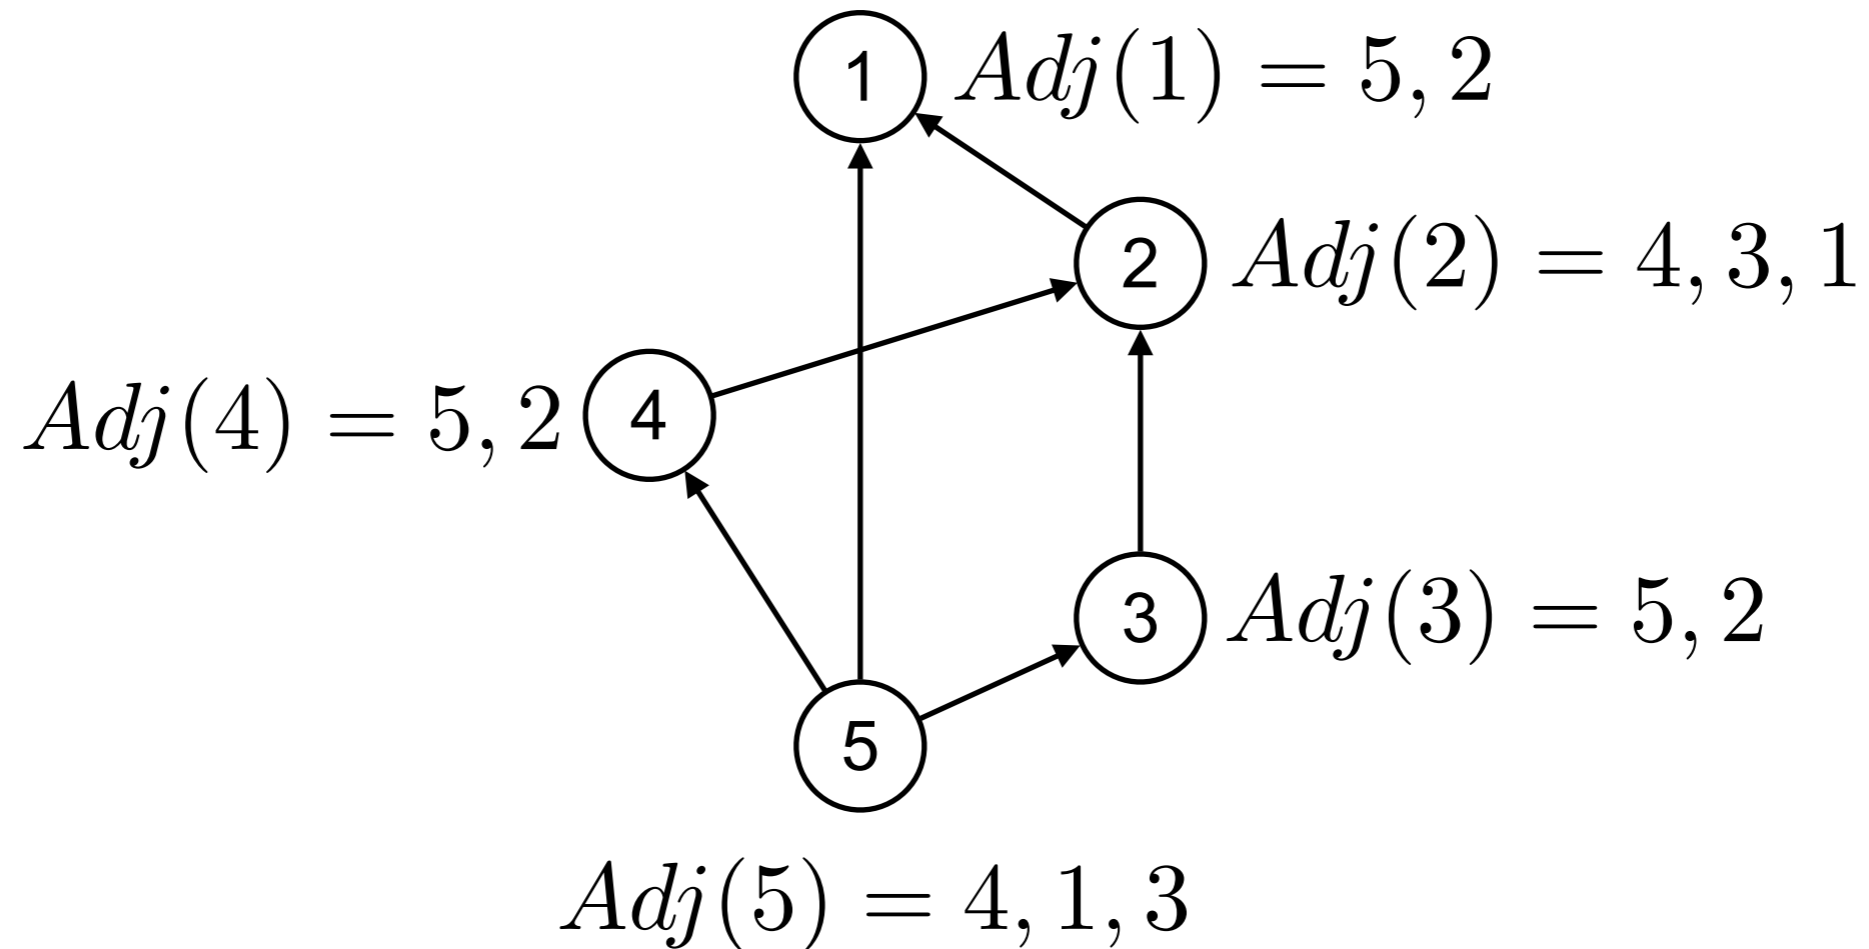 1 Adj(1) = 5, 2
2 Adj(2) = 4, 3, 1
Adj(4) = 5, 2 4
3 Adj(3) = 5, 2
5
Adj(5) = 4, 1, 3